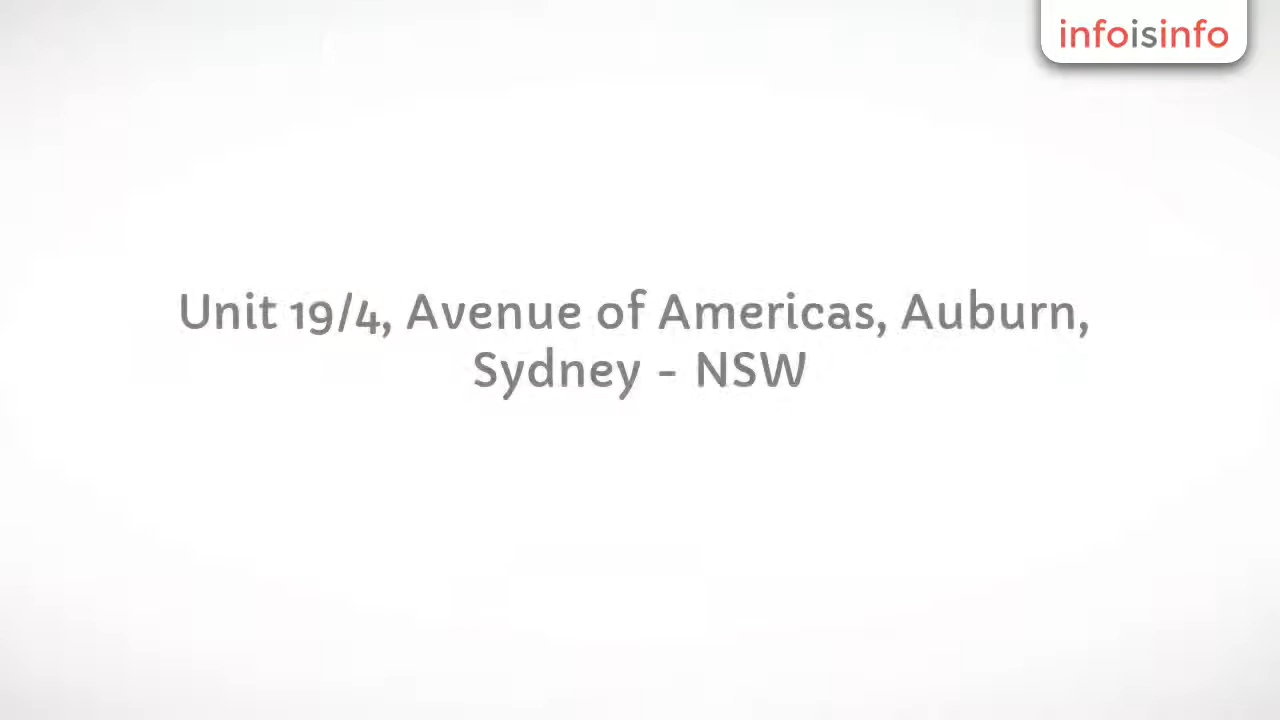 infoisinfo
Unit 19/4, Avenue of Americas, Auburn,
Sydney - NSW